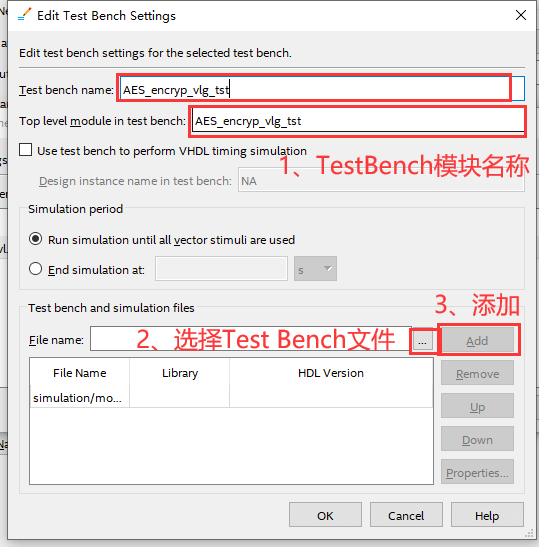 Edit Test Bench Settings
Edit test bench settings for the selected test bench.
Test bench name: AES_encryp_vlg_tst
Top level module in test bench: AES_encryp_vlg_tst
Use test bench to perform VHDL timing simulation
1、TestBench模块名称
Design instance name in test bench: NA
Simulation period
Run simulation until all vector stimuli are used
End simulation at: s
3、添加
Test bench and simulation files
File name: 2、选择Test Bench文件 ... Add
File Name Library HDL Version
simulation/mo...
Remove
Up
Down
Properties...
OK Cancel Help